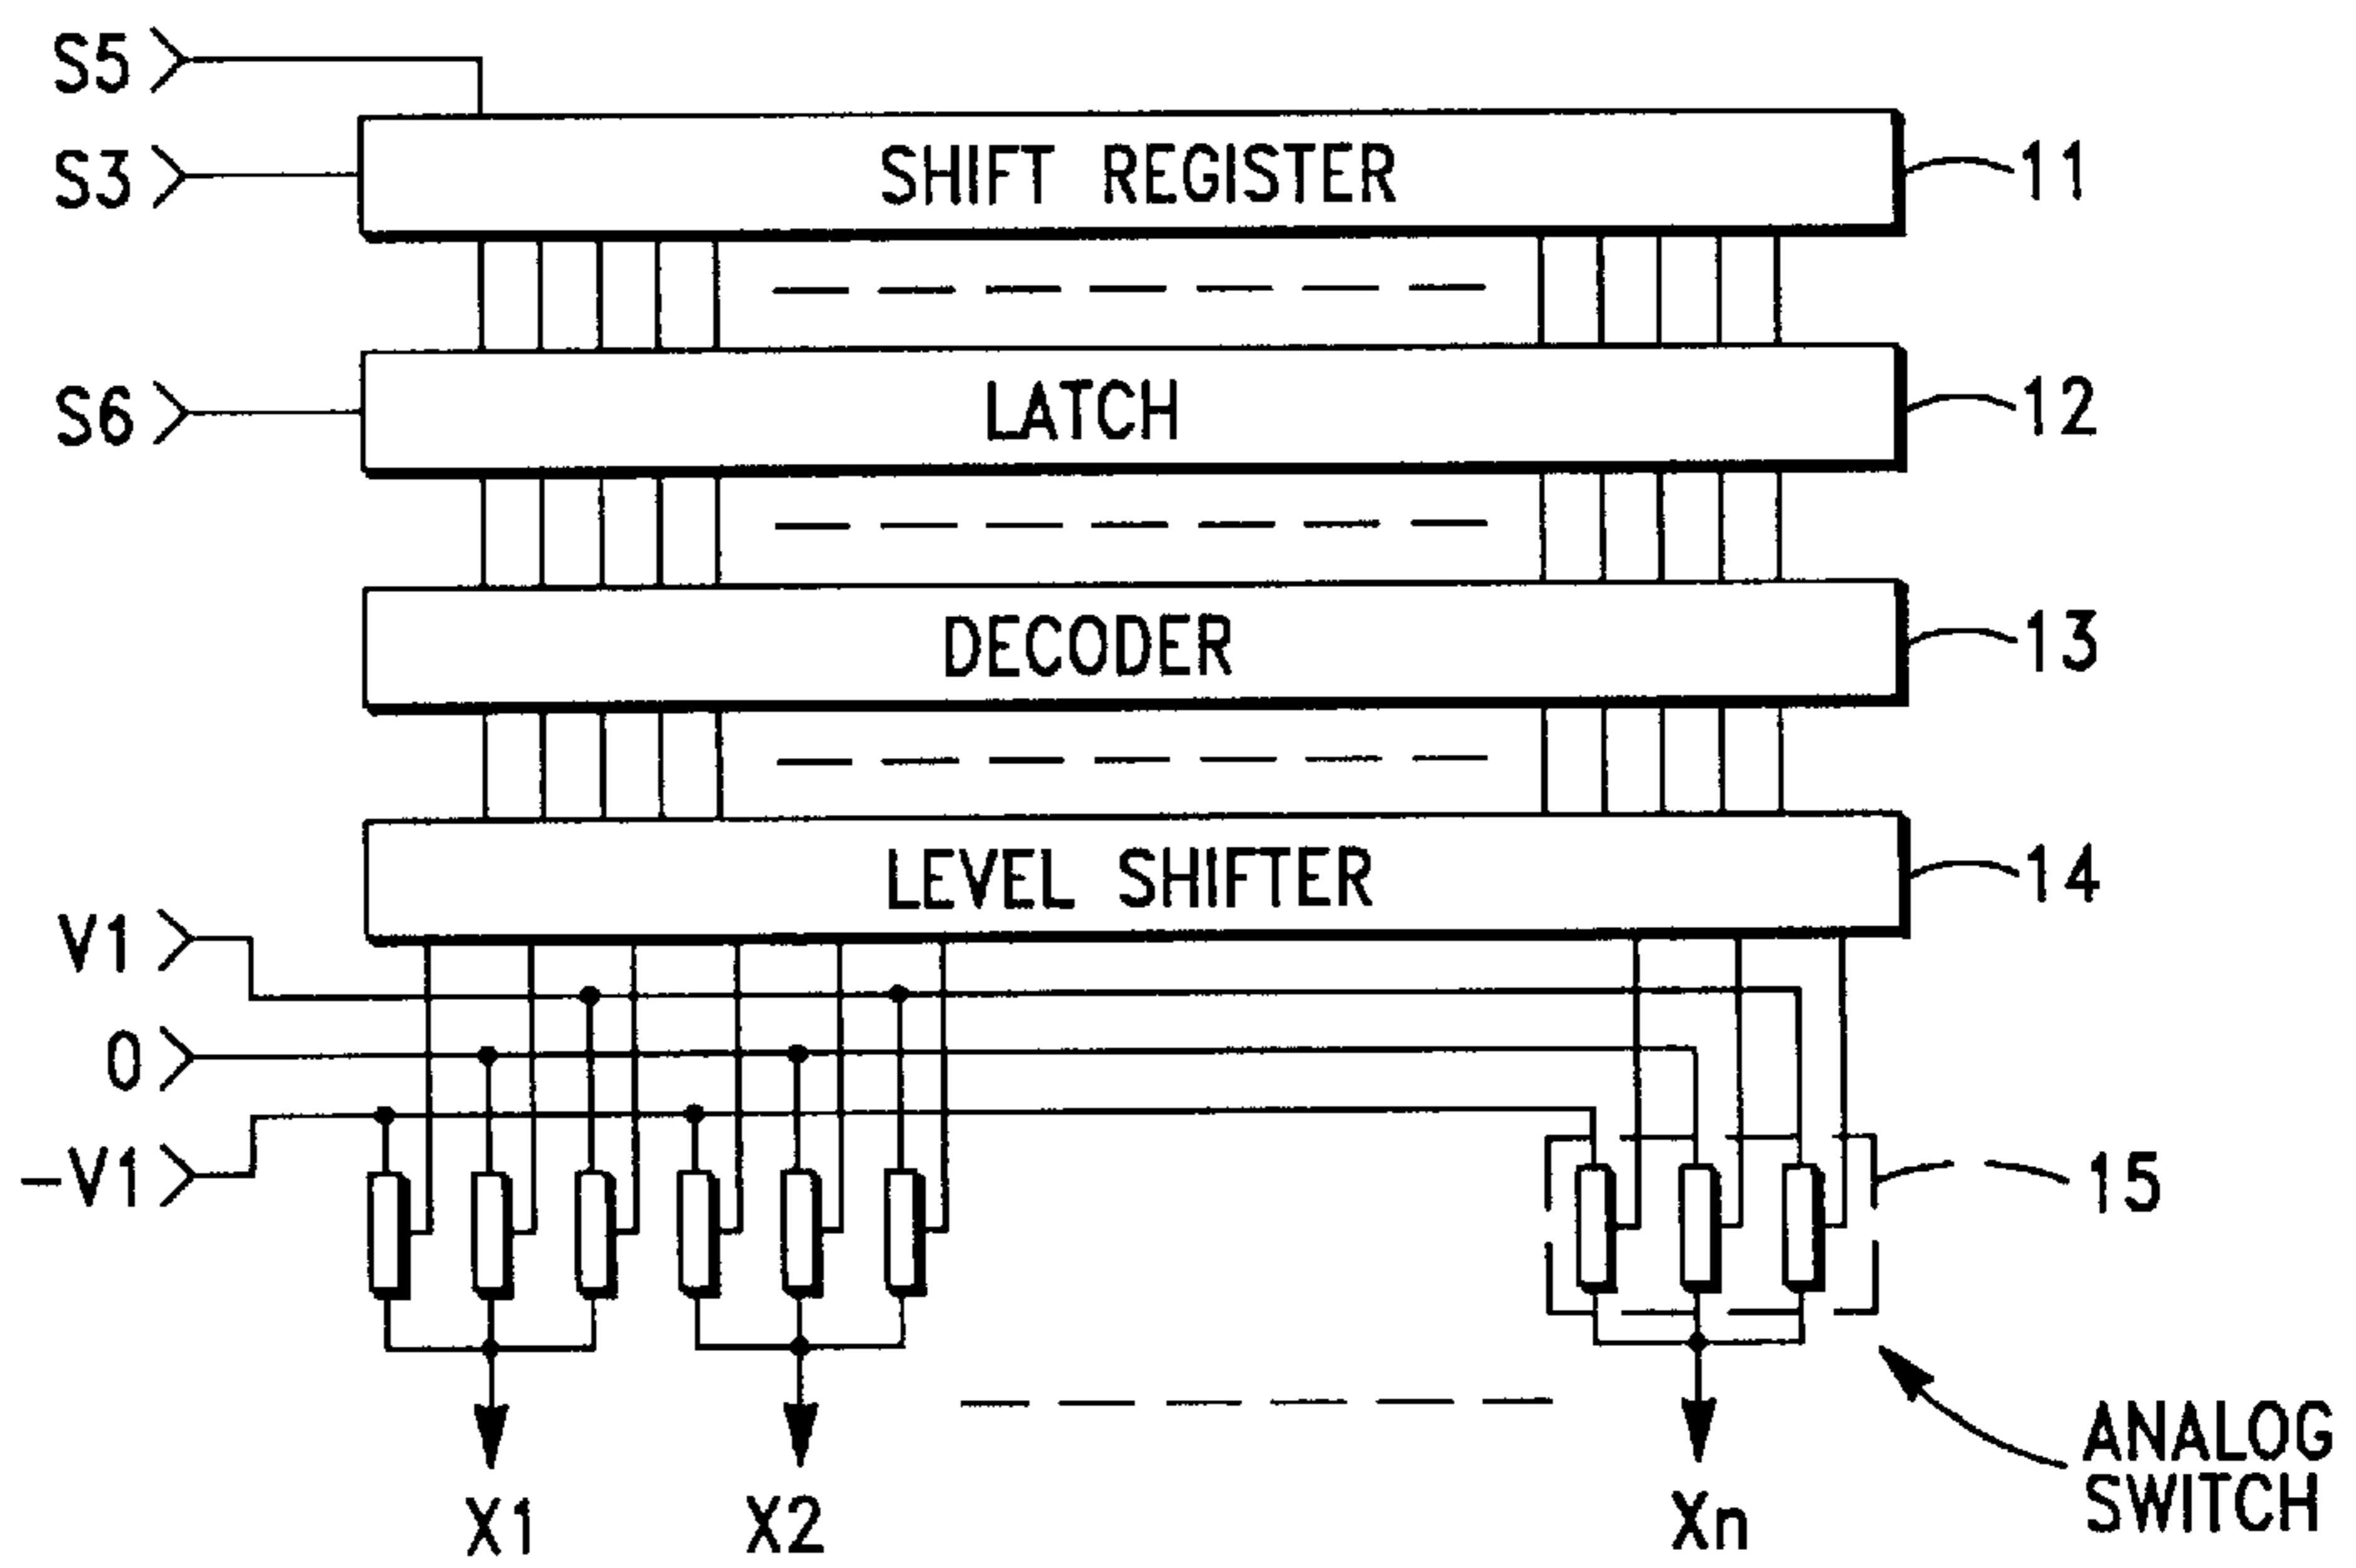 S5
S3
SHIFT REGISTER
11
S6
LATCH
12
DECODER
13
LEVEL SHIFTER
14
V1
0
-V1
15
ANALOG
SWITCH
X1
X2
Xn